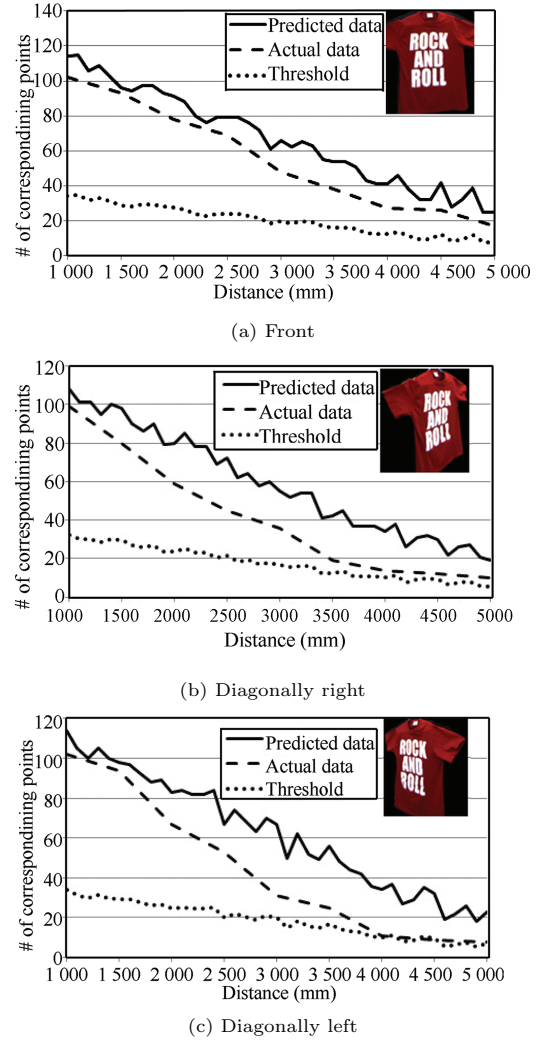 140
120
100
80
60
40
20
0
# of correspondining points
Predicted data
Actual data
Threshold
ROCK
AND
ROLL
1 000 1 500 2 000 2 500 3 000 3 500 4 000 4 500 5 000
Distance (mm)
(a) Front
120
100
80
60
40
20
0
# of correspondining points
Predicted data
Actual data
Threshold
ROCK
AND
ROLL
1000 1500 2000 2500 3000 3500 4000 4500 5000
Distance (mm)
(b) Diagonally right
120
100
80
60
40
20
0
# of correspondining points
Predicted data
Actual data
Threshold
ROCK
AND
ROLL
1 000 1 500 2 000 2 500 3 000 3 500 4 000 4 500 5 000
Distance (mm)
(c) Diagonally left